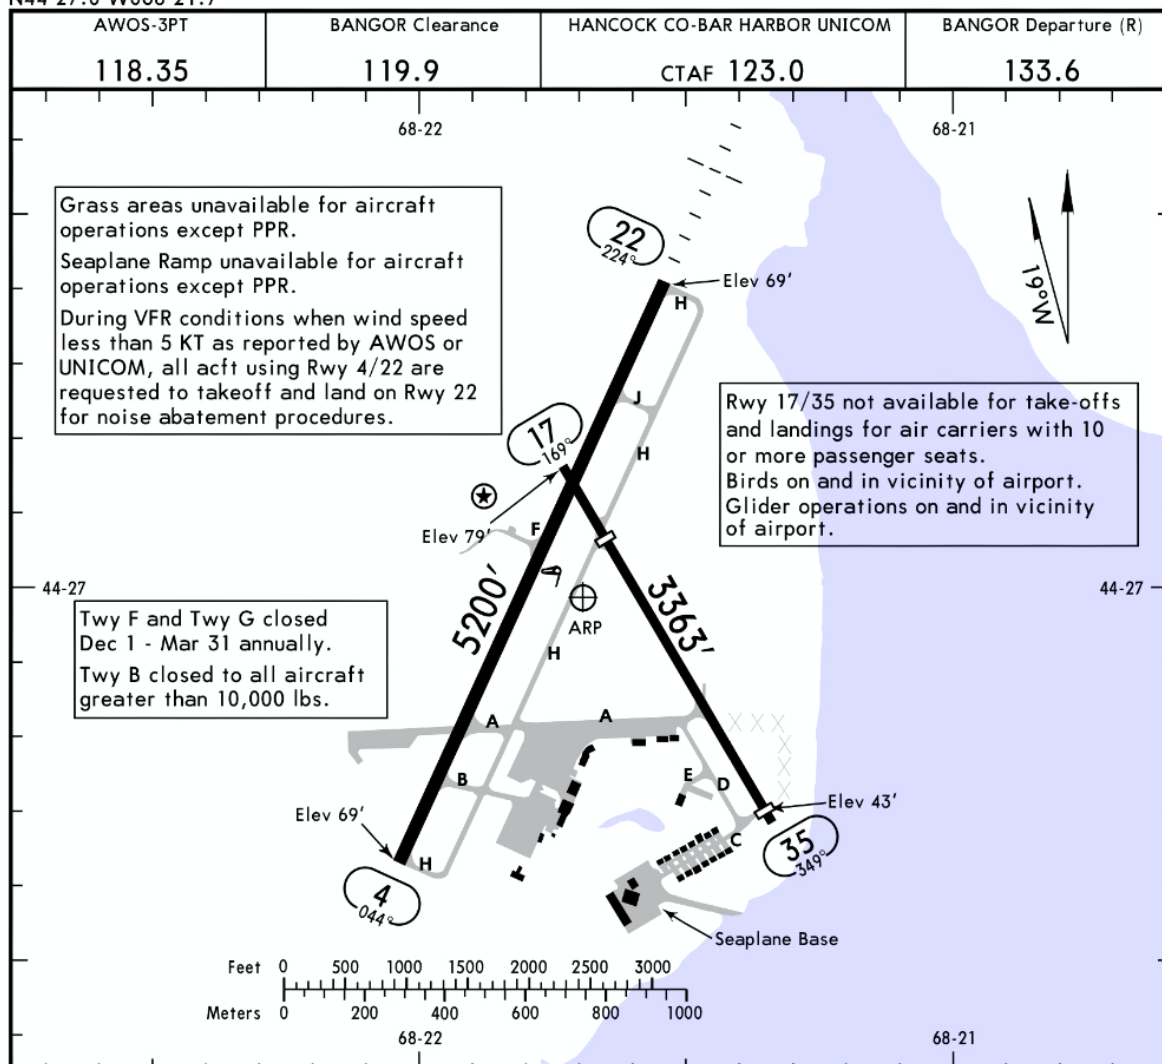 N44 27.0 W068 21.7
AWOS-3PT
118.35
BANGOR Clearance
119.9
HANCOCK CO-BAR HARBOR UNICOM
CTAF 123.0
BANGOR Departure (R)
133.6
68-22
68-21
Grass areas unavailable for aircraft
operations except PPR.
Seaplane Ramp unavailable for aircraft
operations except PPR.
During VFR conditions when wind speed
less than 5 KT as reported by AWOS or
UNICOM, all acft using Rwy 4/22 are
requested to takeoff and land on Rwy 22
for noise abatement procedures.
22
224°
Elev 69'
H
16°W
J
Rwy 17/35 not available for take-offs
and landings for air carriers with 10
or more passenger seats.
Birds on and in vicinity of airport.
Glider operations on and in vicinity
of airport.
17
169°
H
Elev 79'
F
44-27
44-27
5200'
3363'
ARP
Twy F and Twy G closed
Dec 1 - Mar 31 annually.
Twy B closed to all aircraft
greater than 10,000 lbs.
H
A
A
B
E
D
Elev 69'
Elev 43'
C
35
349°
H
4
044°
Seaplane Base
Feet 0 500 1000 1500 2000 2500 3000
Meters 0 200 400 600 800 1000
68-22
68-21